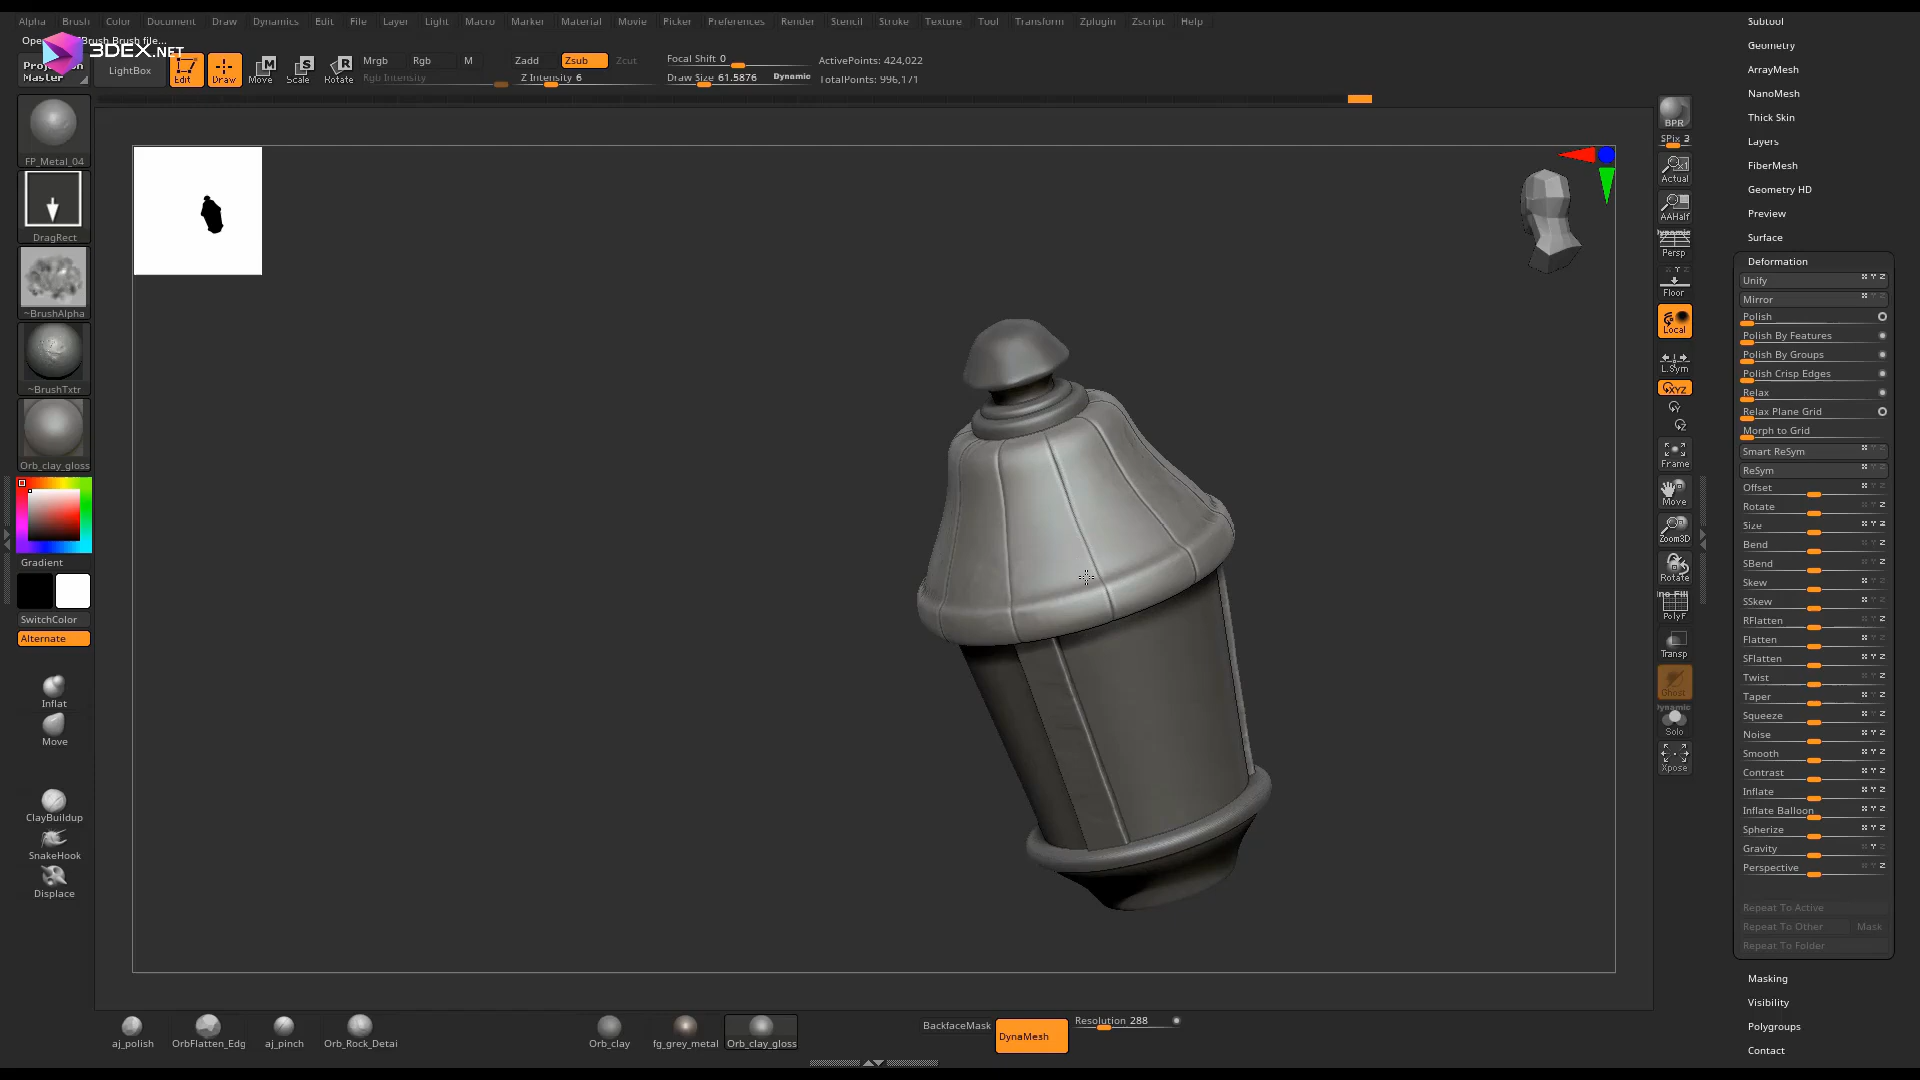 Alpha Brush Color Document Draw Dynamics Edit File Layer Light Macro Marker Material Movie Picker Preferences Render Stencil Stroke Texture Tool Transform Zplugin Zscript Help
Brush Brush file...
3DEX.NET
Master
LightBox
Edit
Draw
Move
Scale
Rotate
Mrgb Rgb M
Rgb Intensity
Zadd Zsub Zcut
Z Intensity 6
Focal Shift 0
Draw Size 61.5876 Dynamic
ActivePoints: 424,022
TotalPoints: 996,171
FP_Metal_04
DragRect
~BrushAlpha
~BrushTxtr
Orb_clay_gloss
Gradient
SwitchColor
Alternate
Inflat
Move
ClayBuildup
SnakeHook
Displace
BPR
SPix 3
Actual
AAHalf
Dynamic
Persp
Floor
Local
L.Sym
XYZ
Frame
Move
Zoom3D
Rotate
PolyF
Transp
Ghost
Dynamic
Solo
Xpose
Subtool
Geometry
ArrayMesh
NanoMesh
Thick Skin
Layers
FiberMesh
Geometry HD
Preview
Surface
Deformation
Unify
Mirror
Polish
Polish By Features
Polish By Groups
Polish Crisp Edges
Relax
Relax Plane Grid
Morph to Grid
Smart ReSym
ReSym
Offset
Rotate
Size
Bend
SBend
Skew
SSkew
RFlatten
Flatten
SFlatten
Twist
Taper
Squeeze
Noise
Smooth
Contrast
Inflate
Inflate Balloon
Spherize
Gravity
Perspective
Repeat To Active
Repeat To Other Mask
Repeat To Folder
Masking
Visibility
Polygroups
Contact
aj_polish
OrbFlatten_Edg
aj_pinch
Orb_Rock_Detai
Orb_clay
fg_grey_metal
Orb_clay_gloss
BackfaceMask
DynaMesh
Resolution 288